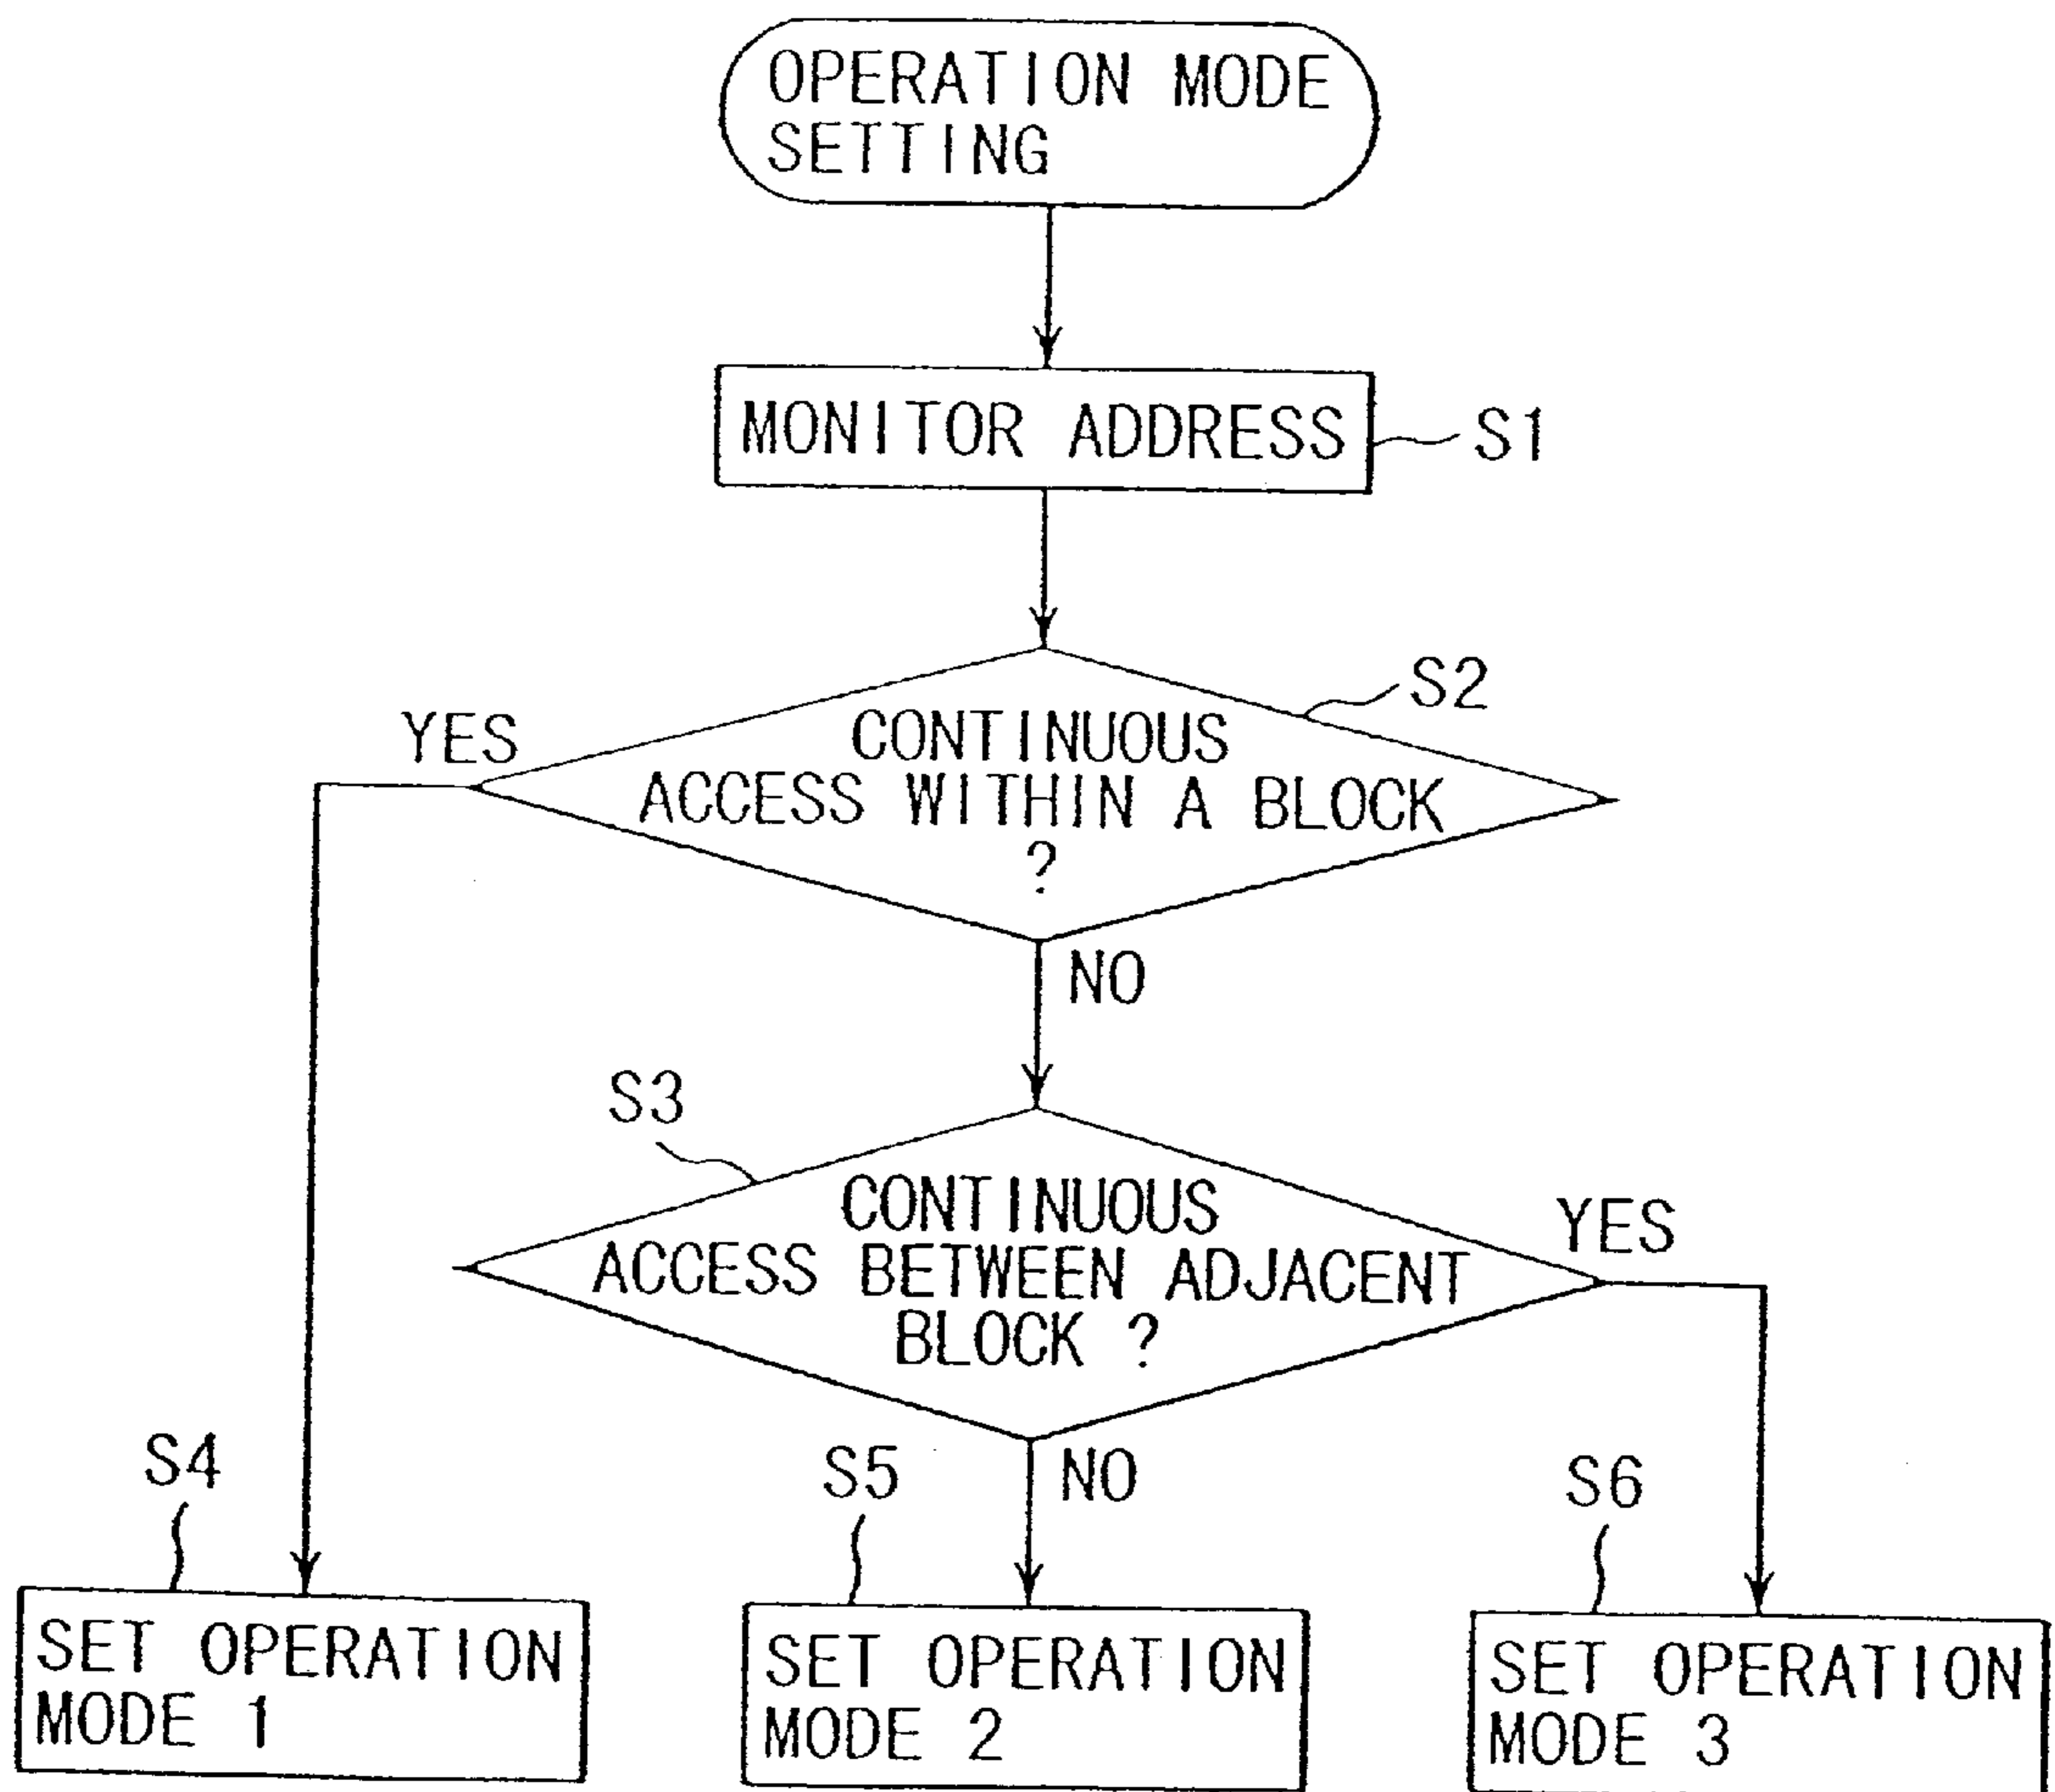 OPERATION MODE
SETTING
MONITOR ADDRESS
S1
S2
YES
CONTINUOUS
ACCESS WITHIN A BLOCK
?
NO
S3
CONTINUOUS
ACCESS BETWEEN ADJACENT
BLOCK ?
YES
S4
S5
NO
S6
SET OPERATION
MODE 1
SET OPERATION
MODE 2
SET OPERATION
MODE 3